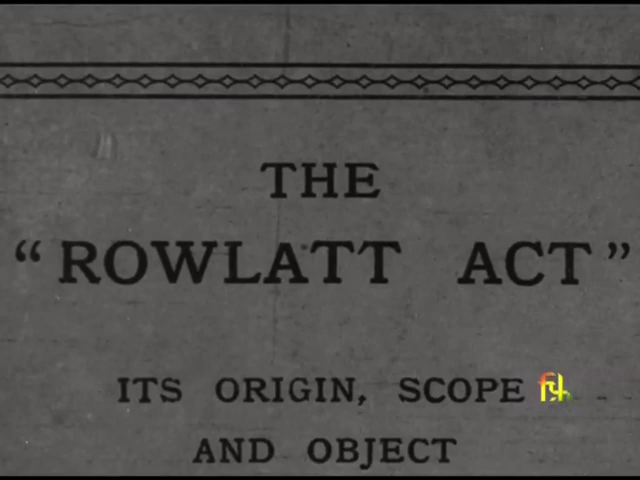 THE
“ROWLATT ACT”
ITS ORIGIN, SCOPE
AND OBJECT